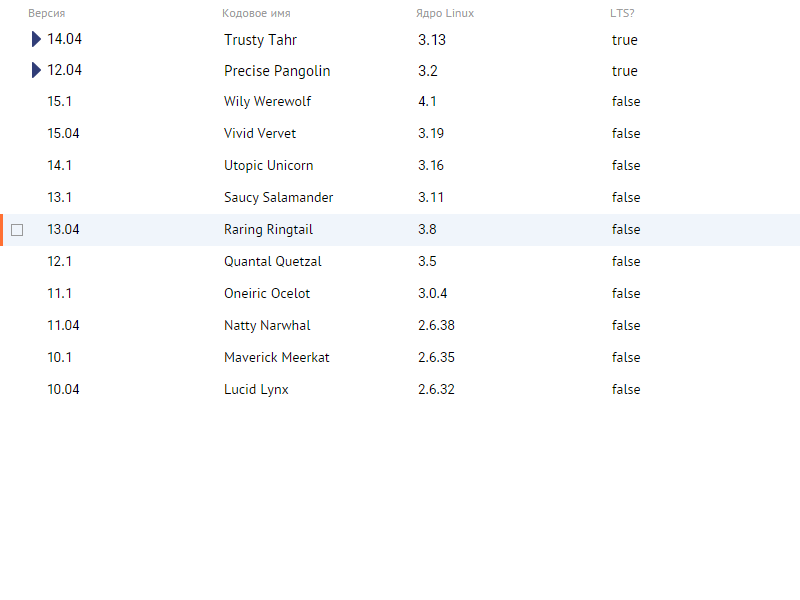 Версия Кодовое имя Ядро Linux LTS?
14.04 Trusty Tahr 3.13 true
12.04 Precise Pangolin 3.2 true
15.1 Wily Werewolf 4.1 false
15.04 Vivid Vervet 3.19 false
14.1 Utopic Unicorn 3.16 false
13.1 Saucy Salamander 3.11 false
13.04 Raring Ringtail 3.8 false
12.1 Quantal Quetzal 3.5 false
11.1 Oneiric Ocelot 3.0.4 false
11.04 Natty Narwhal 2.6.38 false
10.1 Maverick Meerkat 2.6.35 false
10.04 Lucid Lynx 2.6.32 false